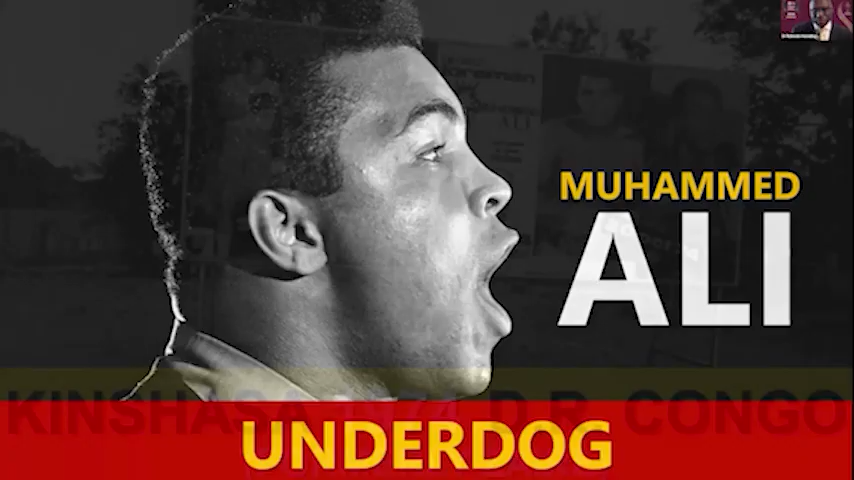 MUHAMMED
ALI
KINSHASA 1974 D.R. CONGO
UNDERDOG